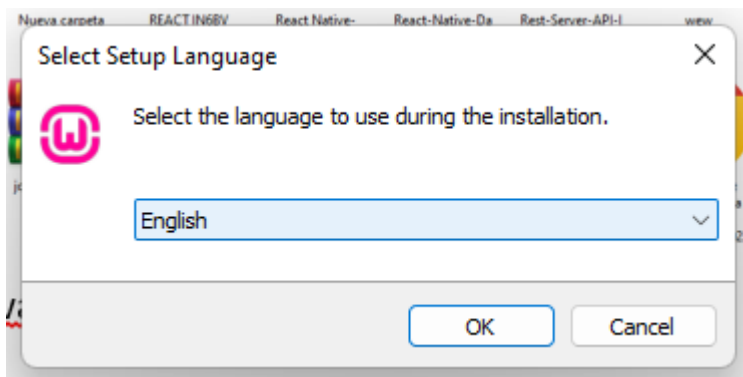 Nueva carpeta REACT IN6BV React Native- React-Native-Da Rest-Server-API-I wew
Select Setup Language
Select the language to use during the installation.
English
OK Cancel